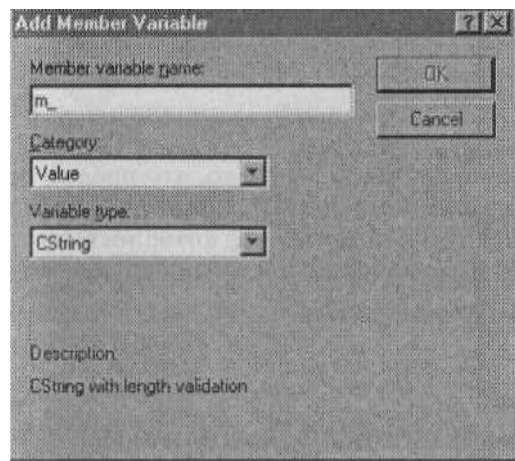 Add Member Variable
Member variable name:
m_
OK
Cancel
Category:
Value
Variable type:
CString
Description:
CString with length validation